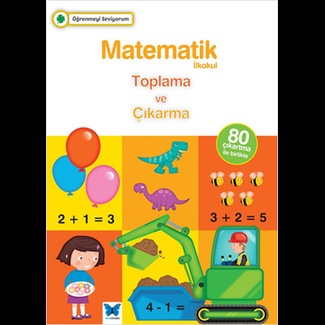 Öğrenmeyi Seviyorum
Matematik
İlkokul
Toplama
ve
Çıkarma
80
çıkartma
ile birlikte
2 + 1 = 3
3 + 2 = 5
4 - 1 =